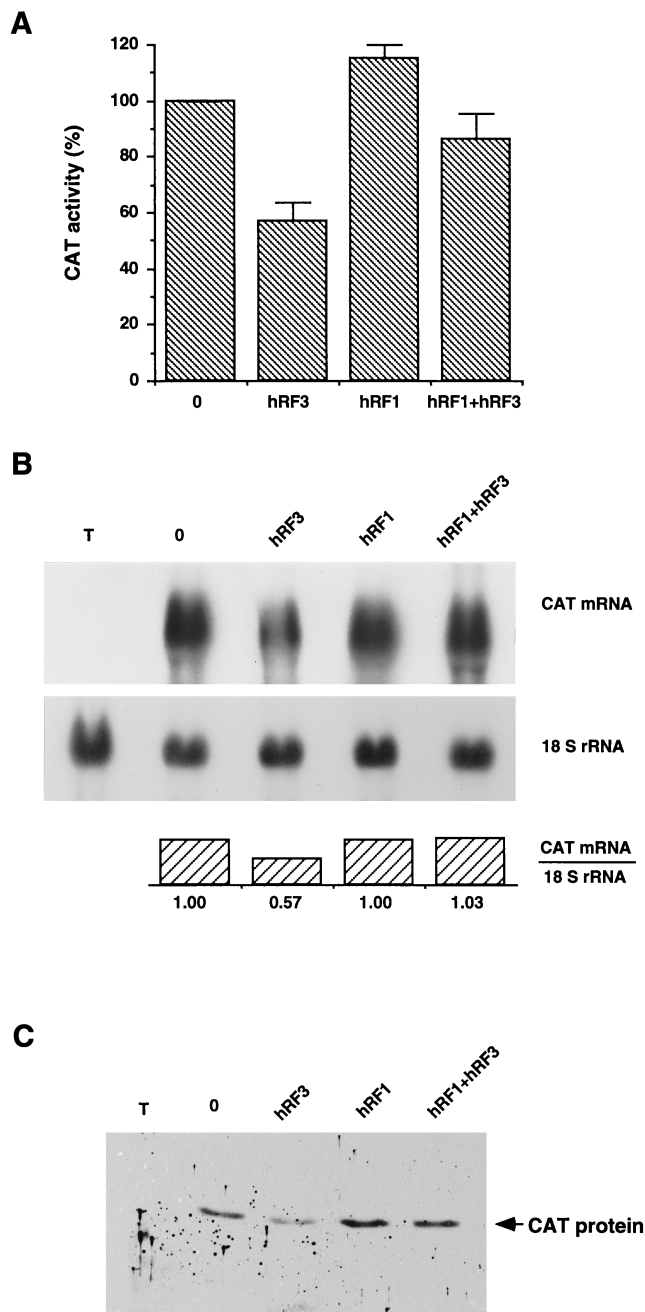 A
CAT activity (%)
120
100
80
60
40
20
0
0 hRF3 hRF1 hRF1+hRF3
B
T 0 hRF3 hRF1 hRF1+hRF3
CAT mRNA
18 S rRNA
CAT mRNA
18 S rRNA
1.00 0.57 1.00 1.03
C
T 0 hRF3 hRF1 hRF1+hRF3
CAT protein